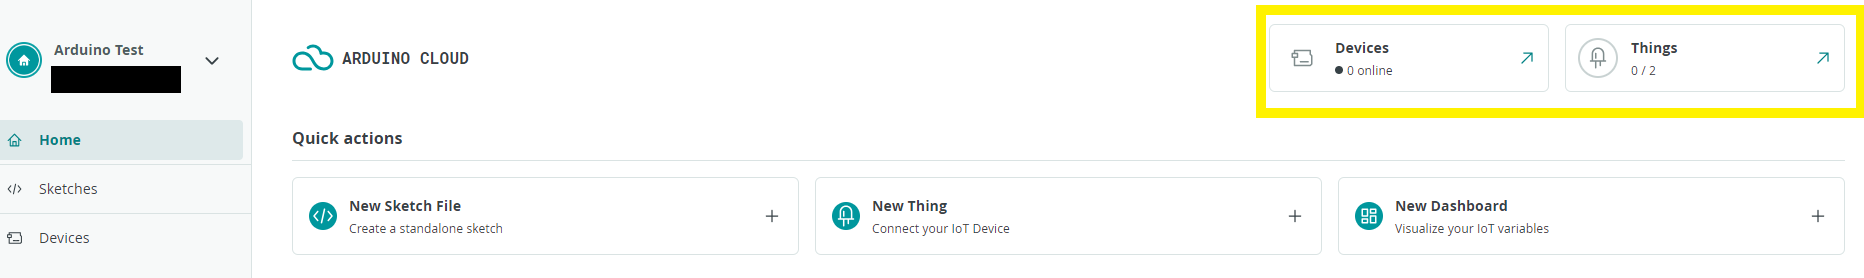 Arduino Test
Home
Sketches
Devices
ARDUINO CLOUD
Devices
0 online
Things
0 / 2
Quick actions
New Sketch File
Create a standalone sketch
New Thing
Connect your IoT Device
New Dashboard
Visualize your IoT variables